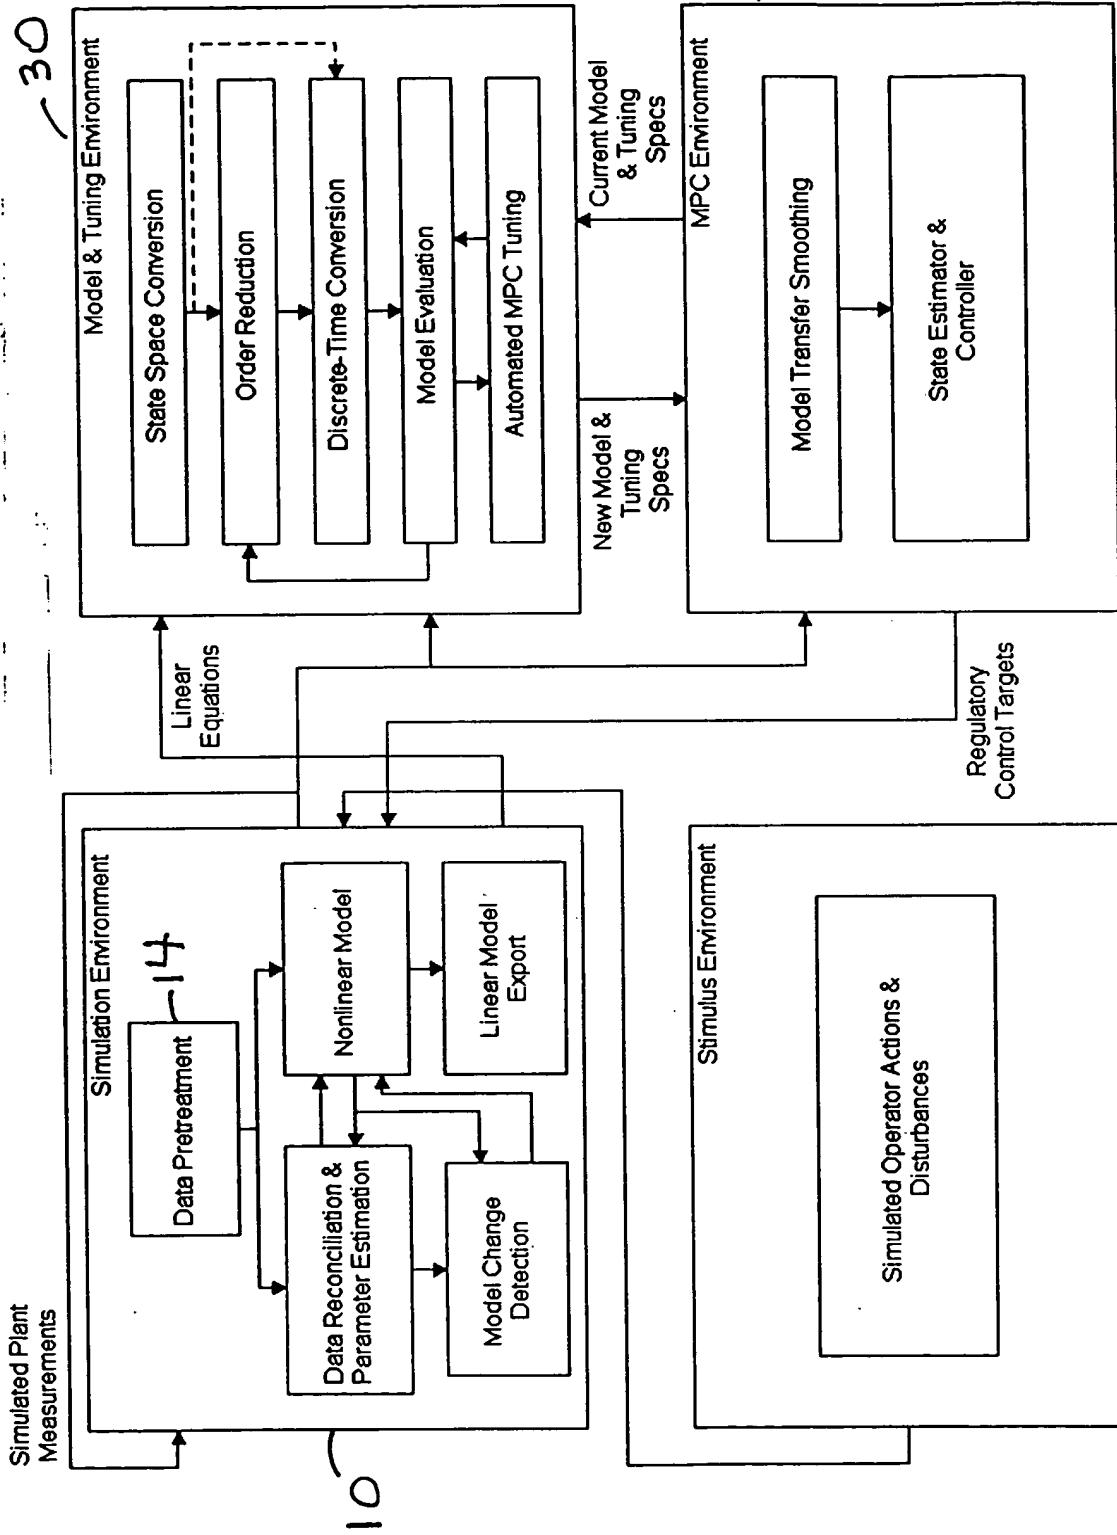 Simulated Plant
Measurements
10
Simulation Environment
Data Pretreatment
14
Data Reconciliation &
Parameter Estimation
Nonlinear Model
Model Change
Detection
Linear Model
Export
Linear
Equations
30
Model & Tuning Environment
State Space Conversion
Order Reduction
Discrete-Time Conversion
Model Evaluation
Automated MPC Tuning
New Model &
Tuning
Specs
Current Model
& Tuning
Specs
Stimulus Environment
Simulated Operator Actions &
Disturbances
Regulatory
Control Targets
MPC Environment
Model Transfer Smoothing
State Estimator &
Controller